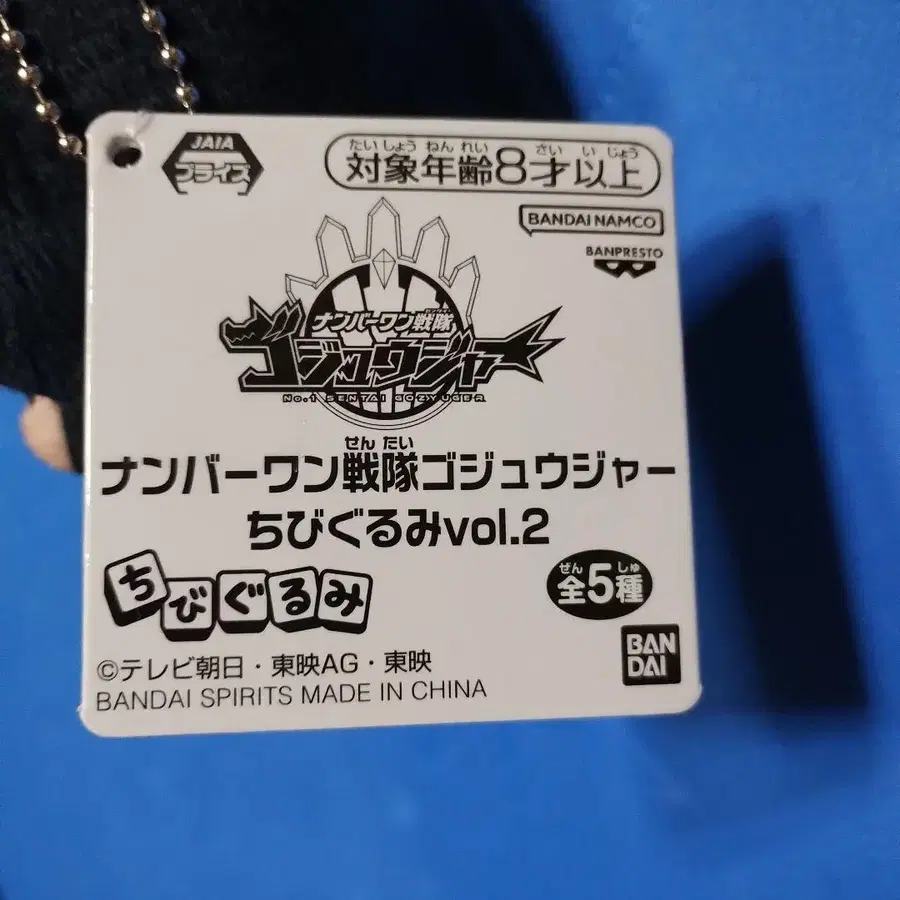 JAIA
プライズ
たいしょうねんれい さい いじょう
対象年齢8才以上
BANDAI NAMCO
BANPRESTO
ナンバーワン戦隊
ゴジュウジャー
No.1 SENTAI GOZYUGER
せんたい
ナンバーワン戦隊ゴジュウジャー
ちびぐるみvol.2
ちびぐるみ
ぜん しゅ
全5種
©テレビ朝日・東映AG・東映
BANDAI SPIRITS MADE IN CHINA
BAN
DAI